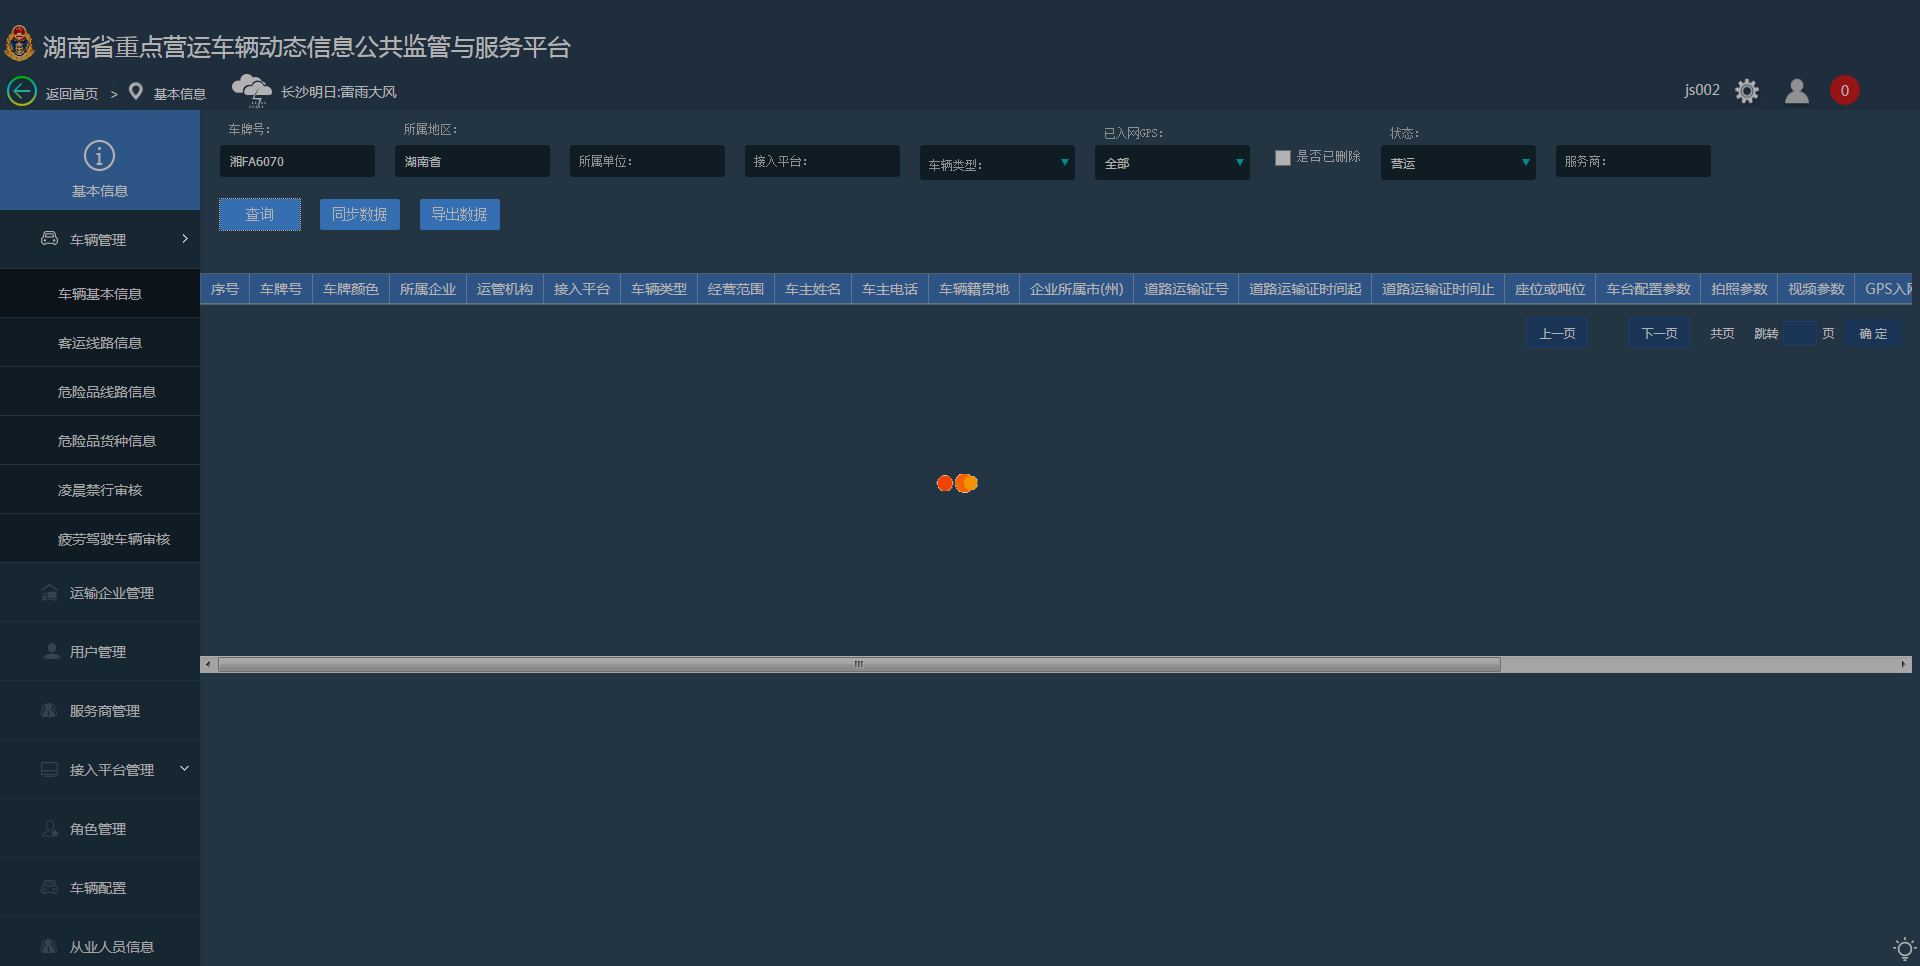 湖南省重点营运车辆动态信息公共监管与服务平台
返回首页 > 基本信息 长沙明日:雷雨大风 js002 0
车牌号: 所属地区: 已入网GPS: 状态:
湘FA6070 湖南省 所属单位: 接入平台: 车辆类型: 全部 是否已删除 营运 服务商:
查询 同步数据 导出数据
序号 车牌号 车牌颜色 所属企业 运管机构 接入平台 车辆类型 经营范围 车主姓名 车主电话 车辆籍贯地 企业所属市(州) 道路运输证号 道路运输证时间起 道路运输证时间止 座位或吨位 车台配置参数 拍照参数 视频参数 GPS入
上一页 下一页 共页 跳转 页 确定
基本信息
车辆管理
车辆基本信息
客运线路信息
危险品线路信息
危险品货种信息
凌晨禁行审核
疲劳驾驶车辆审核
运输企业管理
用户管理
服务商管理
接入平台管理
角色管理
车辆配置
从业人员信息